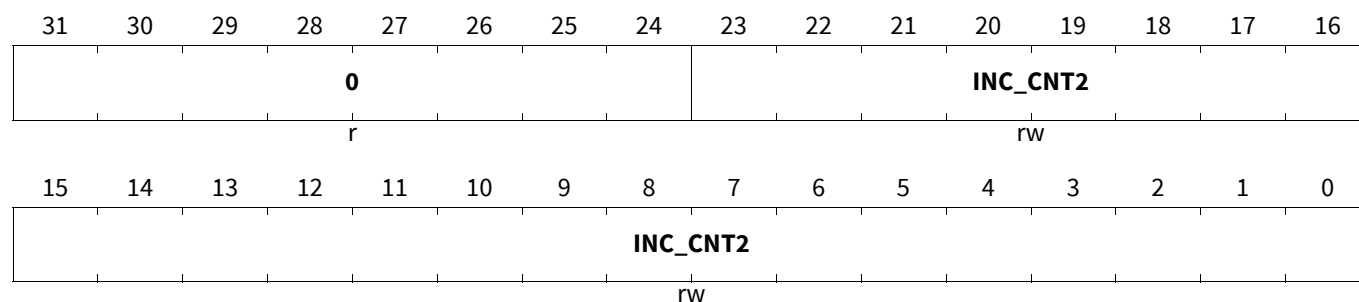 31 30 29 28 27 26 25 24 23 22 21 20 19 18 17 16
0 INC_CNT2
r rw
15 14 13 12 11 10 9 8 7 6 5 4 3 2 1 0
INC_CNT2
rw